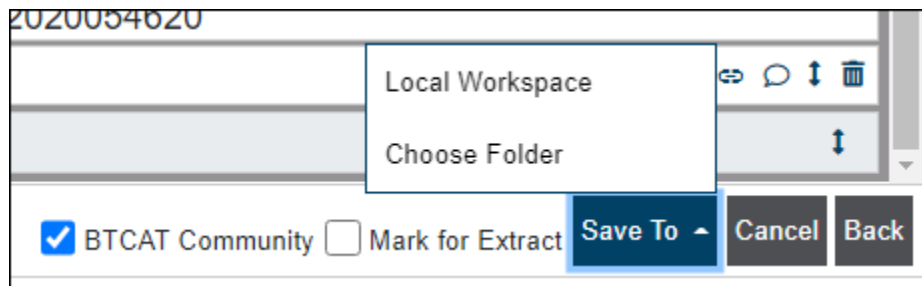 2020054620
Local Workspace
Choose Folder
BTCAT Community Mark for Extract Save To Cancel Back